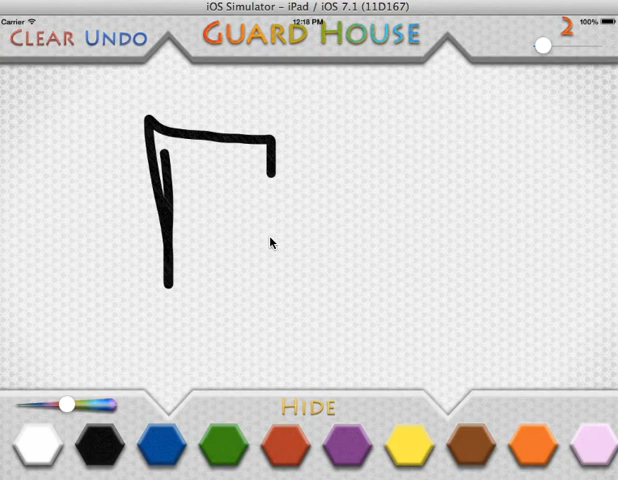 iOS Simulator – iPad / iOS 7.1 (11D167)
Carrier 12:18 PM 100%
CLEAR UNDO GUARD HOUSE 2
HIDE